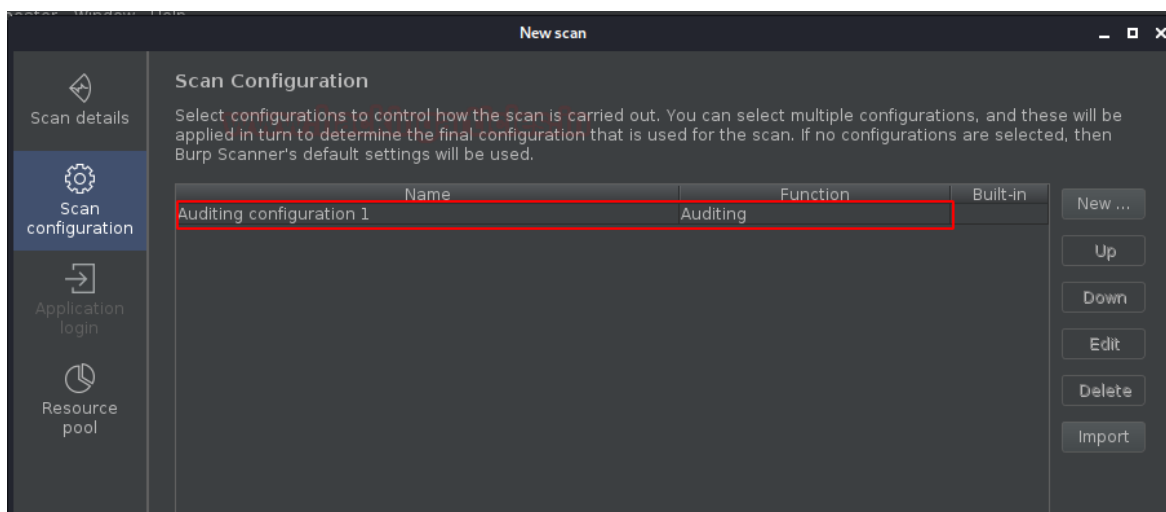 New scan
Scan details
Scan Configuration
Select configurations to control how the scan is carried out. You can select multiple configurations, and these will be
applied in turn to determine the final configuration that is used for the scan. If no configurations are selected, then
Burp Scanner's default settings will be used.
Scan
configuration
Name Function Built-in
Auditing configuration 1 Auditing
New ...
Up
Down
Edit
Delete
Import
Application
login
Resource
pool